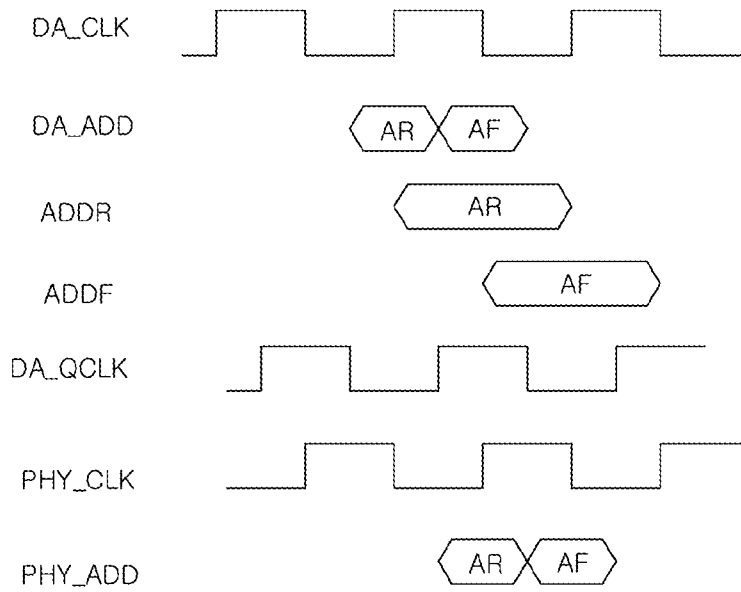 DA_CLK
DA_ADD AR AF
ADDR AR
ADDF AF
DA_QCLK
PHY_CLK
PHY_ADD AR AF